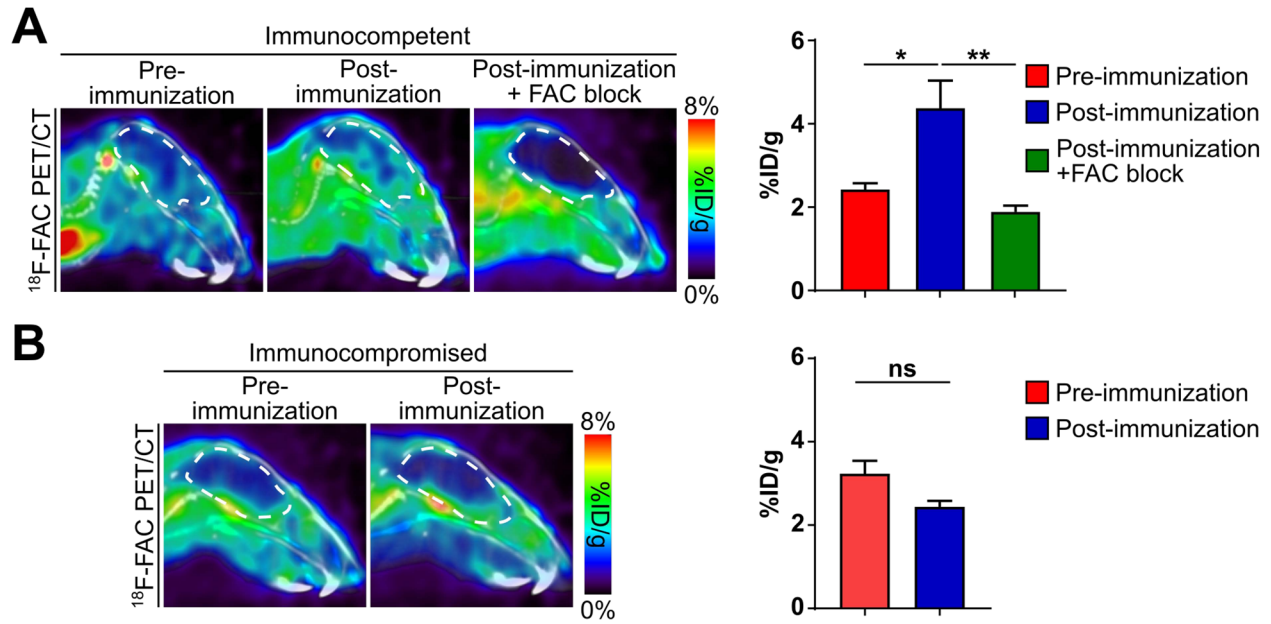 A
Immunocompetent
Pre-
immunization
Post-
immunization
Post-immunization
+ FAC block
¹⁸F-FAC PET/CT
8%
%ID/g
0%
6
4
2
0
%ID/g
*
**
Pre-immunization
Post-immunization
Post-immunization
+FAC block
B
Immunocompromised
Pre-
immunization
Post-
immunization
¹⁸F-FAC PET/CT
8%
%ID/g
0%
6
4
2
0
%ID/g
ns
Pre-immunization
Post-immunization